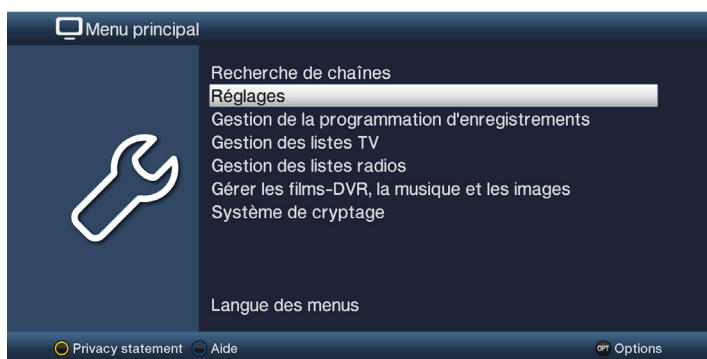 Menu principal
Recherche de chaînes
Réglages
Gestion de la programmation d'enregistrements
Gestion des listes TV
Gestion des listes radios
Gérer les films-DVR, la musique et les images
Système de cryptage
Langue des menus
Privacy statement Aide OPT Options